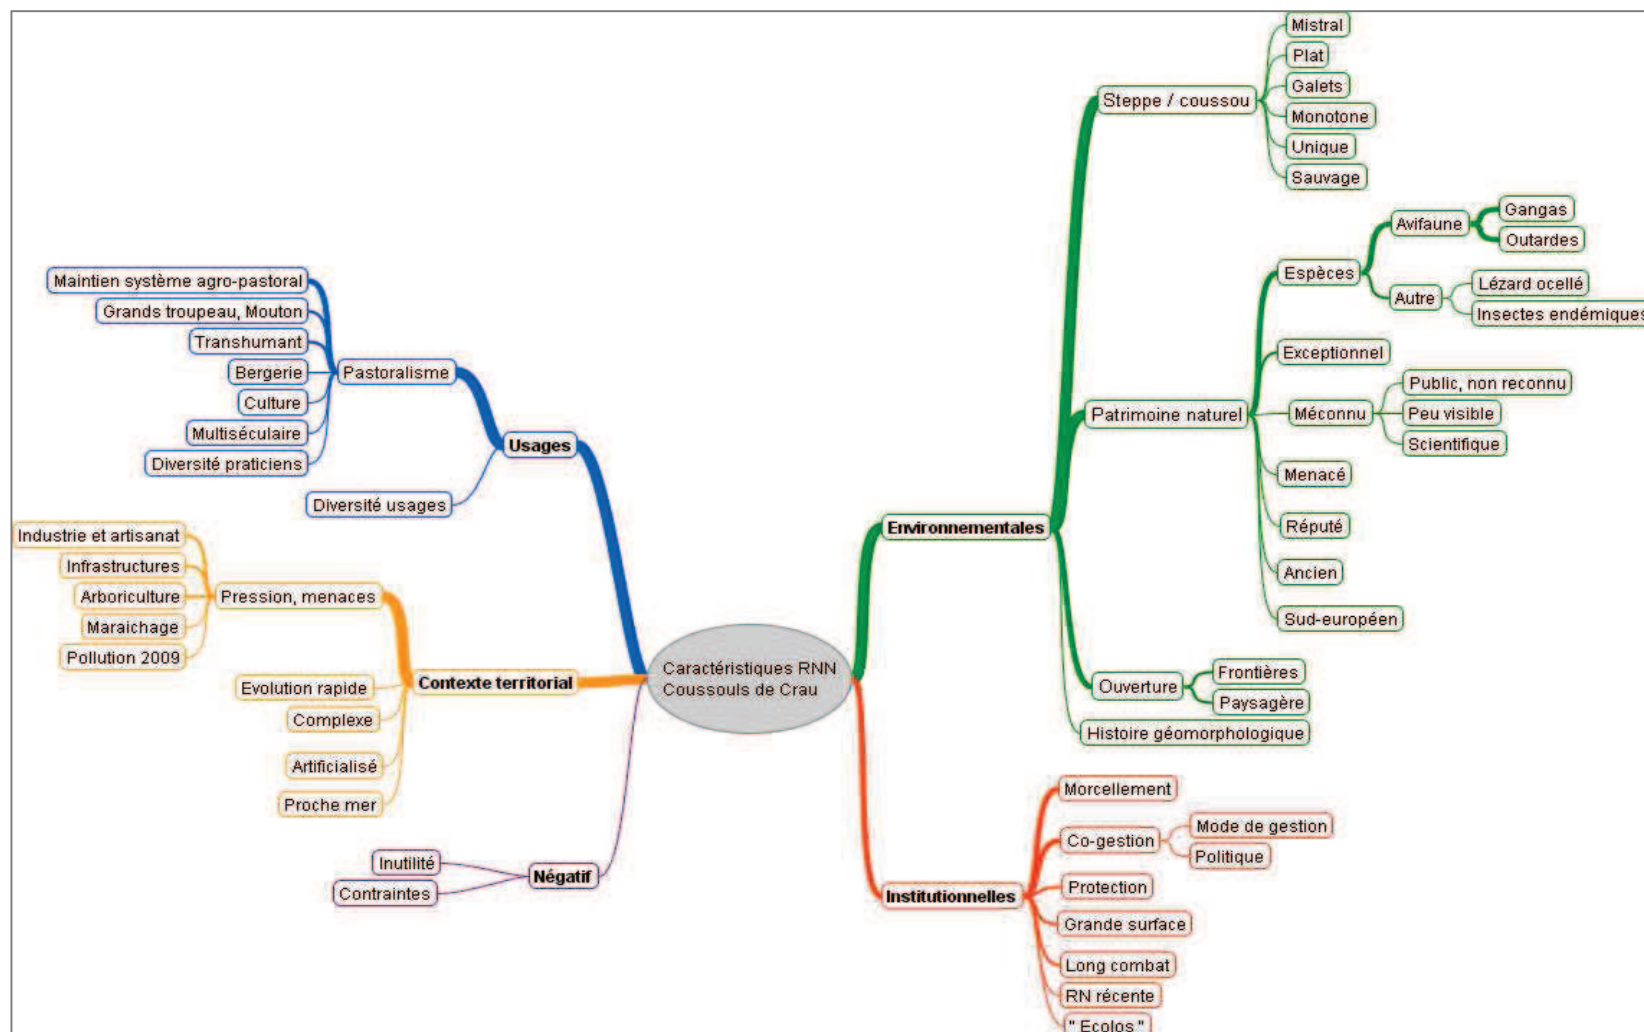 Caractéristiques RNN
Coussouls de Crau
Usages
Pastoralisme
Maintien système agro-pastoral
Grands troupeau, Mouton
Transhumant
Bergerie
Culture
Multiséculaire
Diversité praticiens
Diversité usages
Contexte territorial
Pression, menaces
Industrie et artisanat
Infrastructures
Arboriculture
Maraichage
Pollution 2009
Evolution rapide
Complexe
Artificialisé
Proche mer
Négatif
Inutilité
Contraintes
Environnementales
Steppe / coussou
Mistral
Plat
Galets
Monotone
Unique
Sauvage
Patrimoine naturel
Espèces
Avifaune
Gangas
Outardes
Autre
Lézard ocellé
Insectes endémiques
Exceptionnel
Méconnu
Public, non reconnu
Peu visible
Scientifique
Menacé
Réputé
Ancien
Sud-européen
Ouverture
Frontières
Paysagère
Histoire géomorphologique
Institutionnelles
Morcellement
Co-gestion
Mode de gestion
Politique
Protection
Grande surface
Long combat
RN récente
" Ecolos "